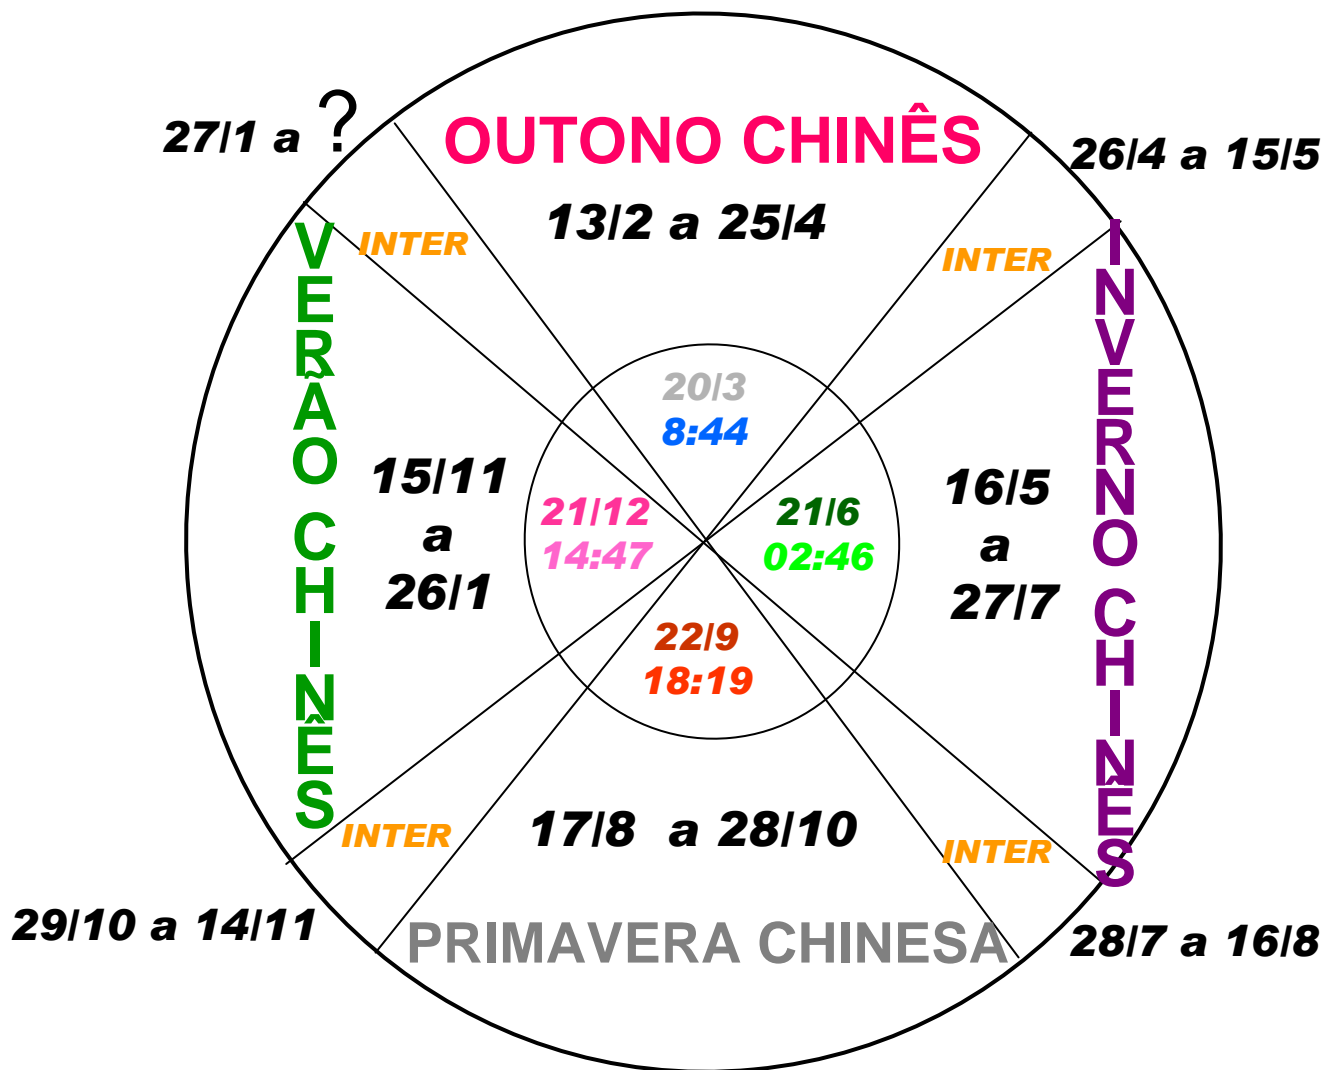 27/1 a ?
OUTONO CHINÊS
26/4 a 15/5
13/2 a 25/4
INTER
INTER
VERÃO CHINÊS
INVERNO CHINÊS
20/3
8:44
15/11
a
26/1
21/12
14:47
21/6
02:46
16/5
a
27/7
22/9
18:19
INTER
17/8 a 28/10
INTER
29/10 a 14/11
PRIMAVERA CHINESA
28/7 a 16/8